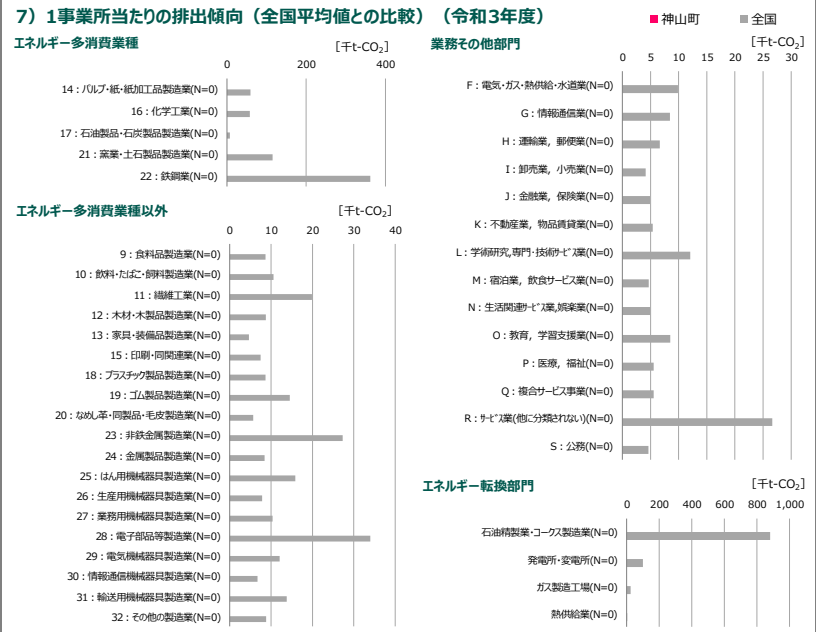 7）1事業所当たりの排出傾向（全国平均値との比較）（令和3年度）
■神山町 ■全国
エネルギー多消費業種
[千t-CO₂]
0 200 400
14：パルプ・紙・紙加工品製造業(N=0)
16：化学工業(N=0)
17：石油製品・石炭製品製造業(N=0)
21：窯業・土石製品製造業(N=0)
22：鉄鋼業(N=0)
エネルギー多消費業種以外
[千t-CO₂]
0 10 20 30 40
9：食料品製造業(N=0)
10：飲料・たばこ・飼料製造業(N=0)
11：繊維工業(N=0)
12：木材・木製品製造業(N=0)
13：家具・装備品製造業(N=0)
15：印刷・同関連業(N=0)
18：プラスチック製品製造業(N=0)
19：ゴム製品製造業(N=0)
20：なめし革・同製品・毛皮製造業(N=0)
23：非鉄金属製造業(N=0)
24：金属製品製造業(N=0)
25：はん用機械器具製造業(N=0)
26：生産用機械器具製造業(N=0)
27：業務用機械器具製造業(N=0)
28：電子部品等製造業(N=0)
29：電気機械器具製造業(N=0)
30：情報通信機械器具製造業(N=0)
31：輸送用機械器具製造業(N=0)
32：その他の製造業(N=0)
業務その他部門
[千t-CO₂]
0 5 10 15 20 25 30
F：電気・ガス・熱供給・水道業(N=0)
G：情報通信業(N=0)
H：運輸業，郵便業(N=0)
I：卸売業，小売業(N=0)
J：金融業，保険業(N=0)
K：不動産業，物品賃貸業(N=0)
L：学術研究,専門・技術ｻｰﾋﾞｽ業(N=0)
M：宿泊業，飲食サービス業(N=0)
N：生活関連ｻｰﾋﾞｽ業,娯楽業(N=0)
O：教育，学習支援業(N=0)
P：医療，福祉(N=0)
Q：複合サービス事業(N=0)
R：ｻｰﾋﾞｽ業(他に分類されない)(N=0)
S：公務(N=0)
エネルギー転換部門
[千t-CO₂]
0 200 400 600 800 1,000
石油精製業・コークス製造業(N=0)
発電所・変電所(N=0)
ガス製造工場(N=0)
熱供給業(N=0)